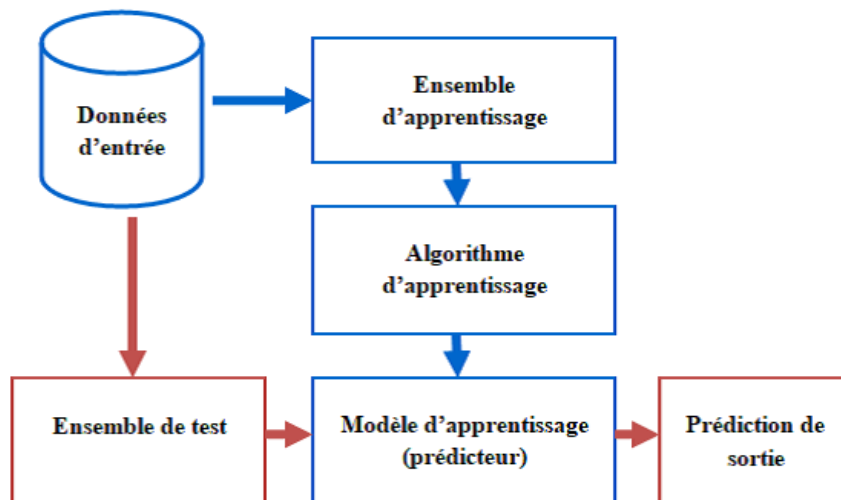 Données
d'entrée
Ensemble
d'apprentissage
Algorithme
d'apprentissage
Ensemble de test
Modèle d'apprentissage
(prédicteur)
Prédiction de
sortie